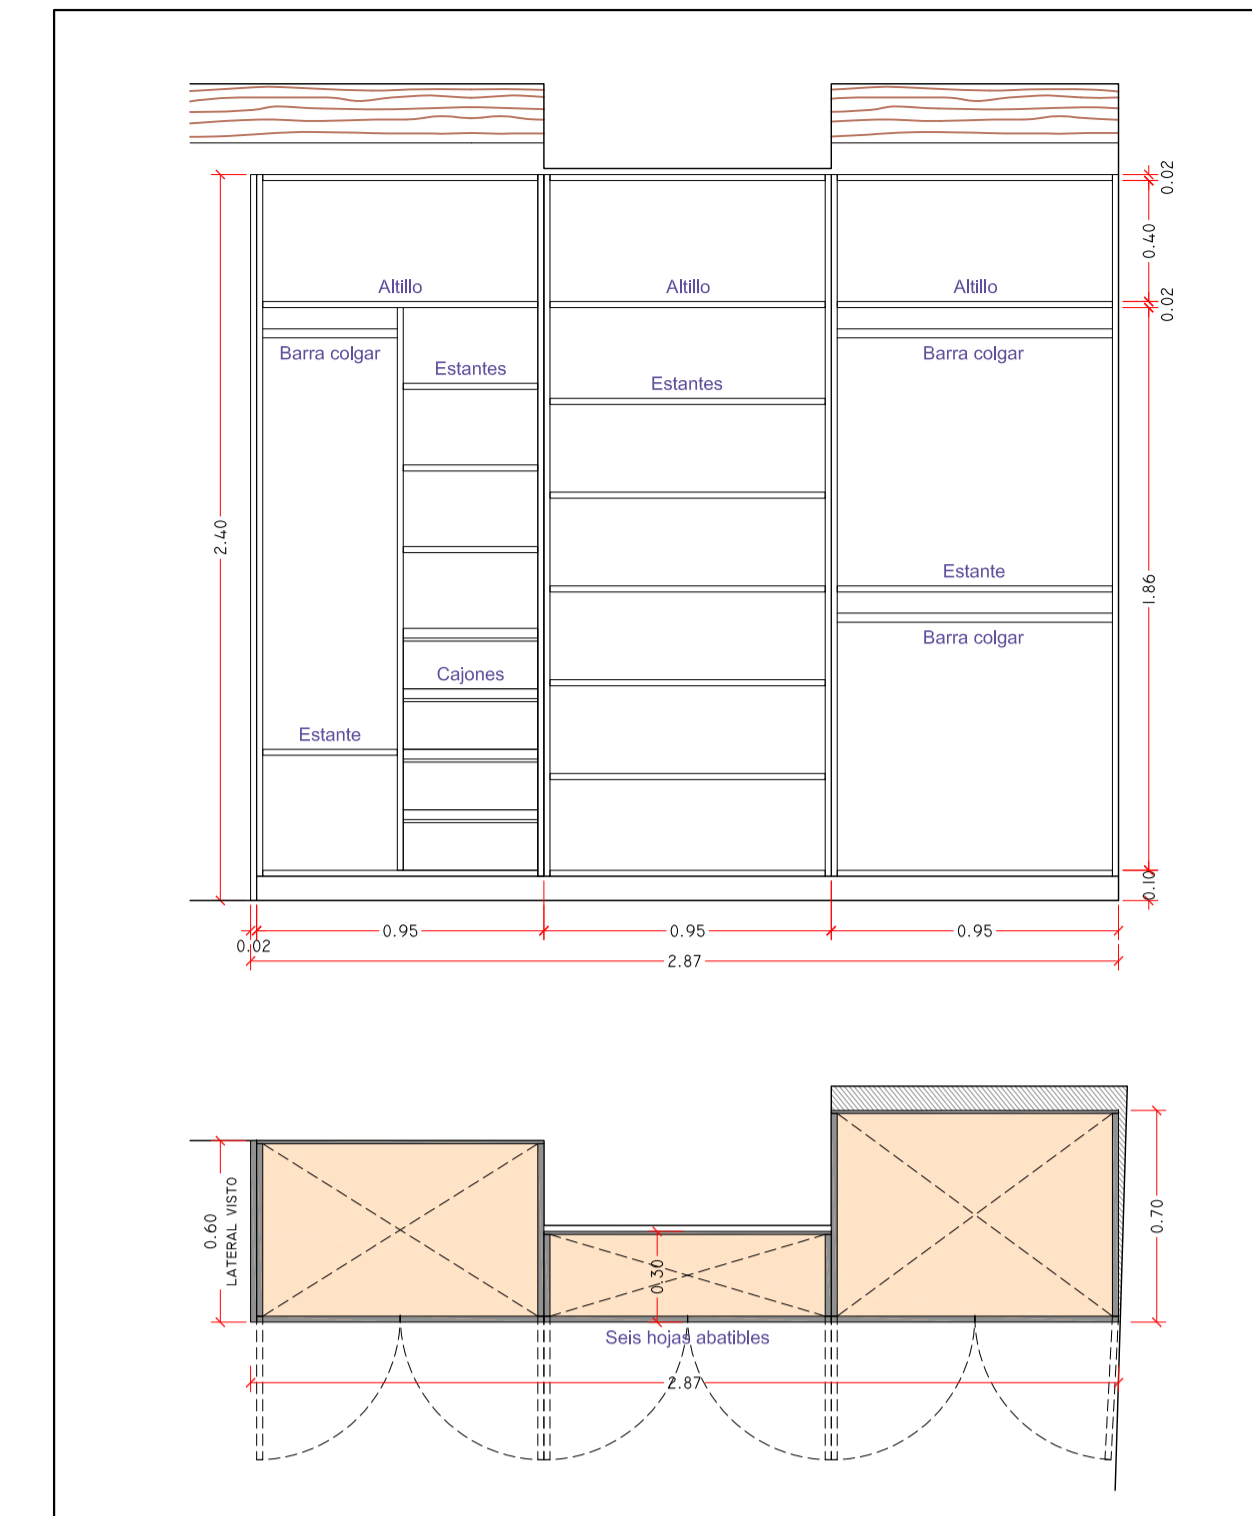 0.02
0.40
Altillo
Altillo
Altillo
0.02
Barra colgar
Barra colgar
Estantes
Estantes
2.40
Estante
1.86
Barra colgar
Cajones
Estante
0.10
0.95
0.95
0.95
0.02
2.87
0.60
LATERAL VISTO
0.30
0.70
Seis hojas abatibles
2.87